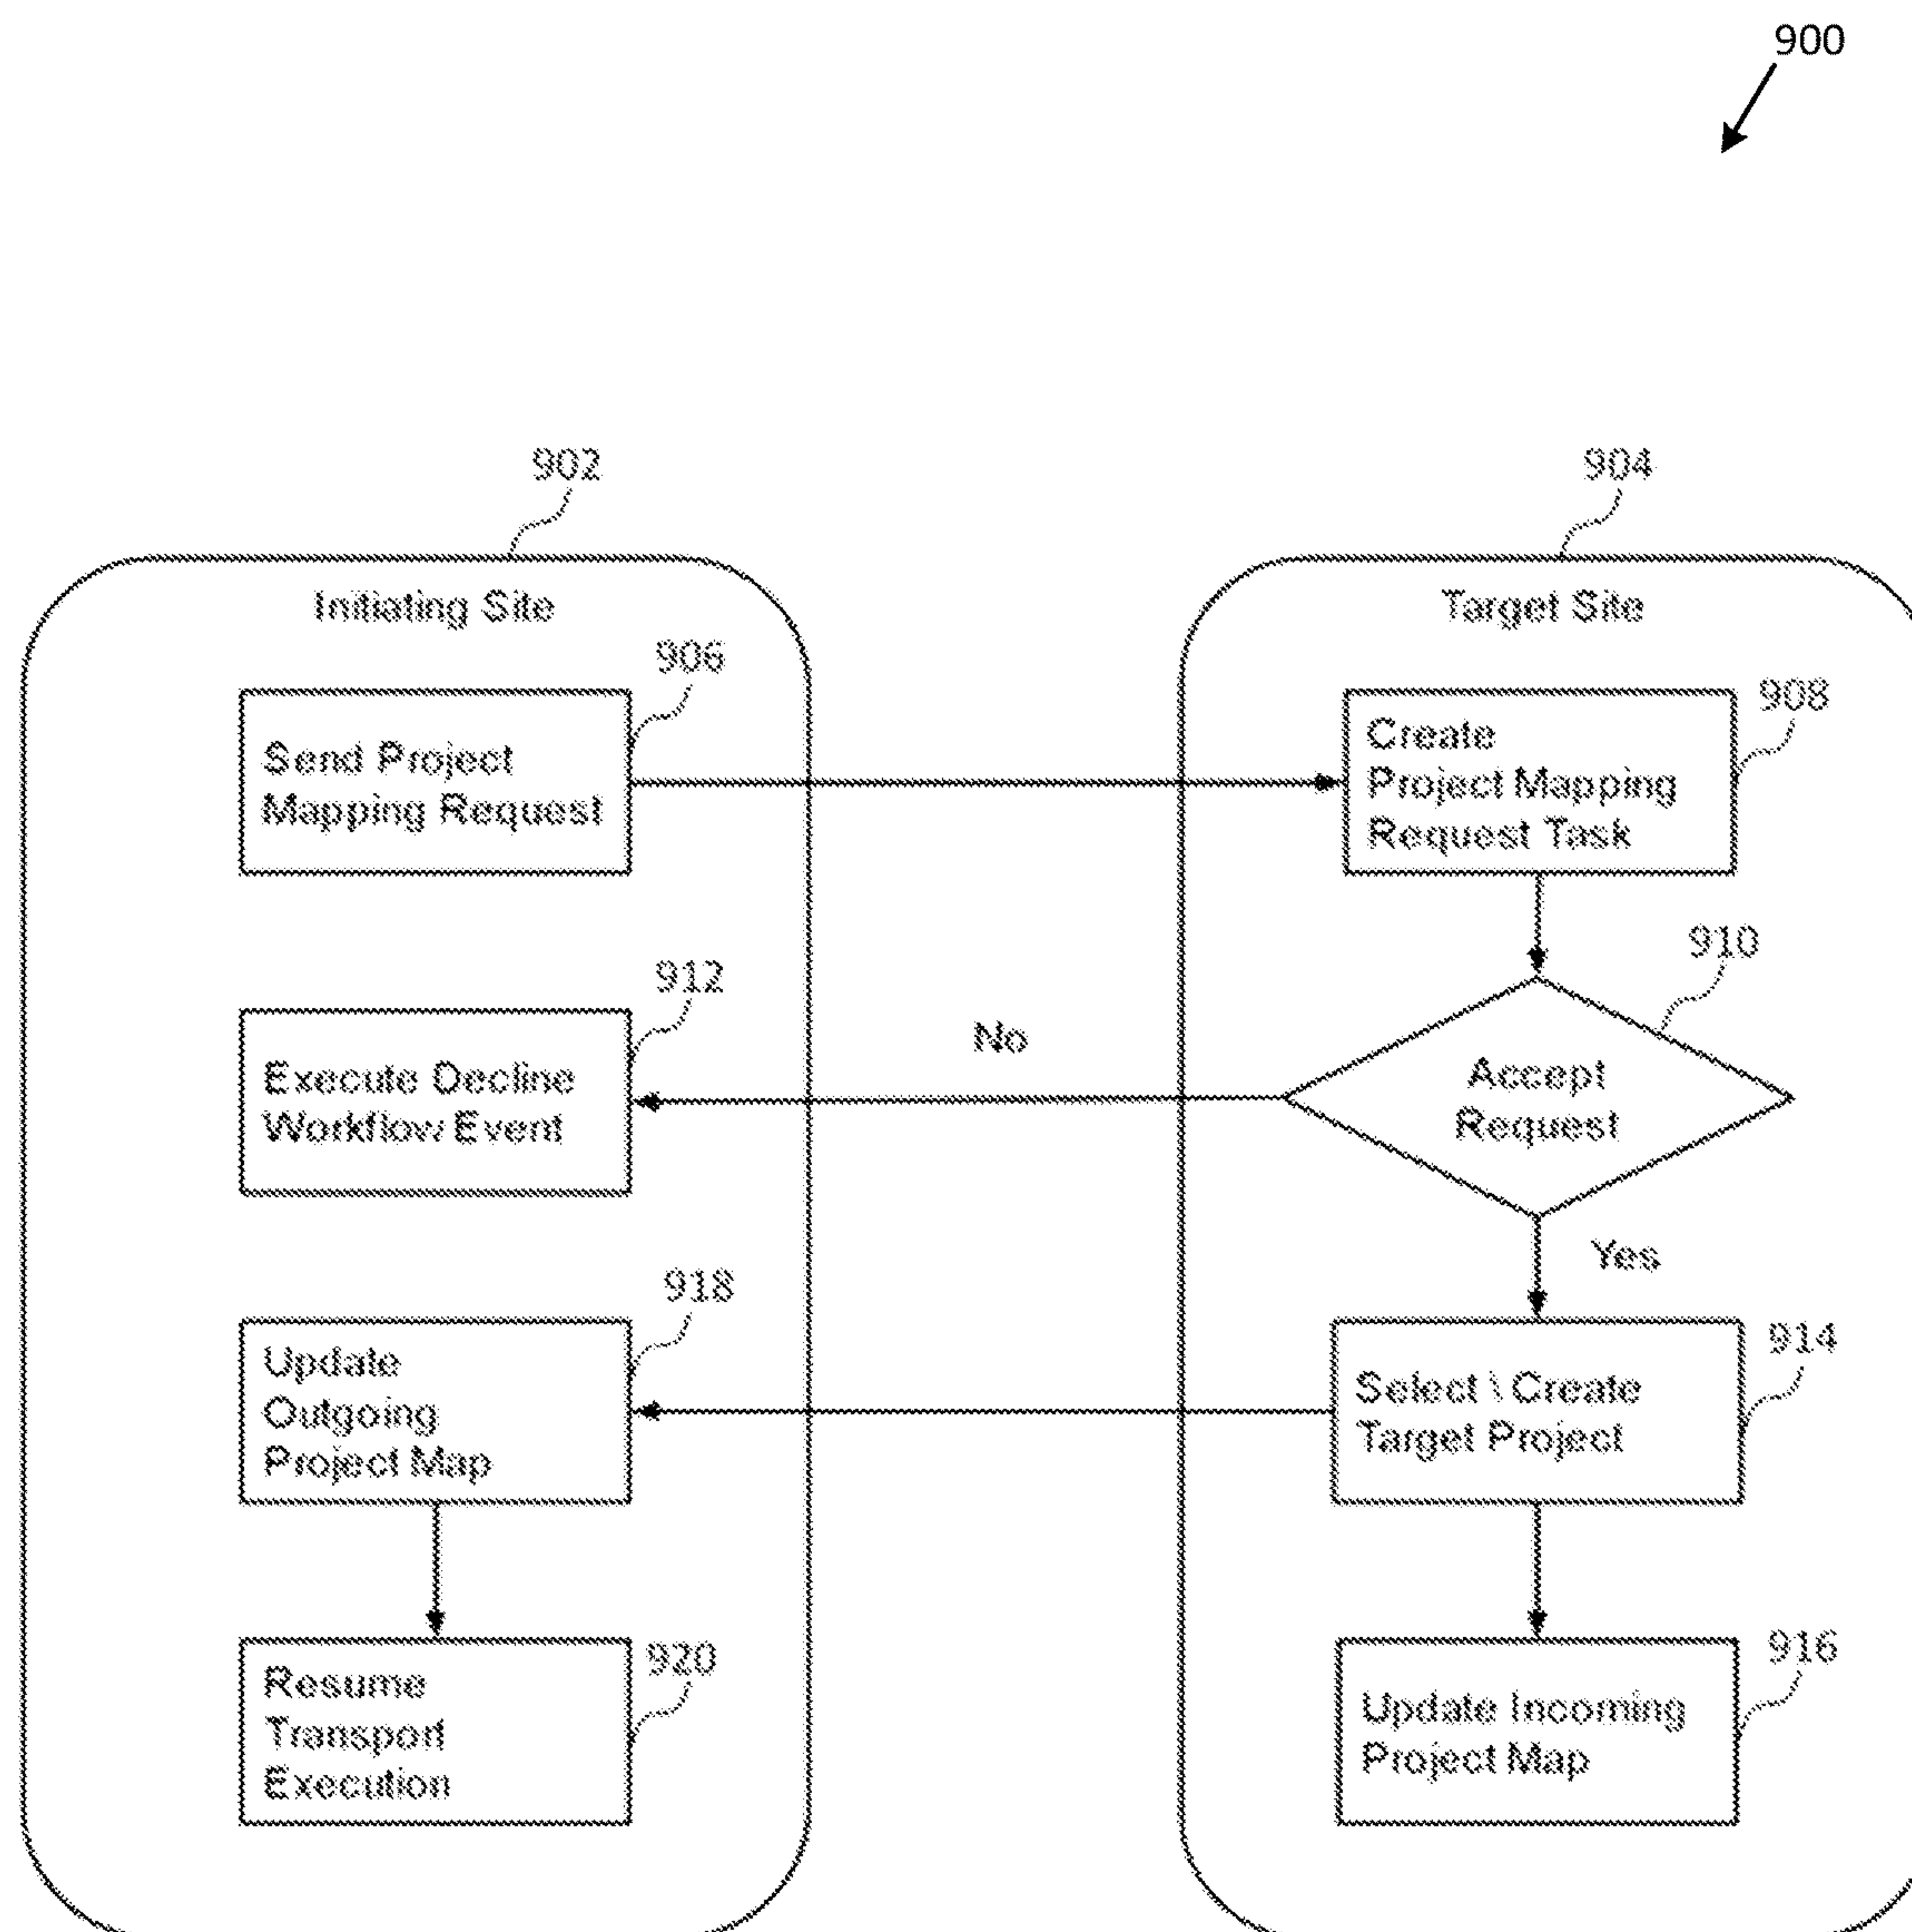 900
902
904
Initiating Site
Target Site
906
908
Send Project
Mapping Request
Create
Project Mapping
Request Task
910
912
No
Execute Decline
Workflow Event
Accept
Request
Yes
918
914
Update
Outgoing
Project Map
Select \ Create
Target Project
920
916
Resume
Transport
Execution
Update Incoming
Project Map